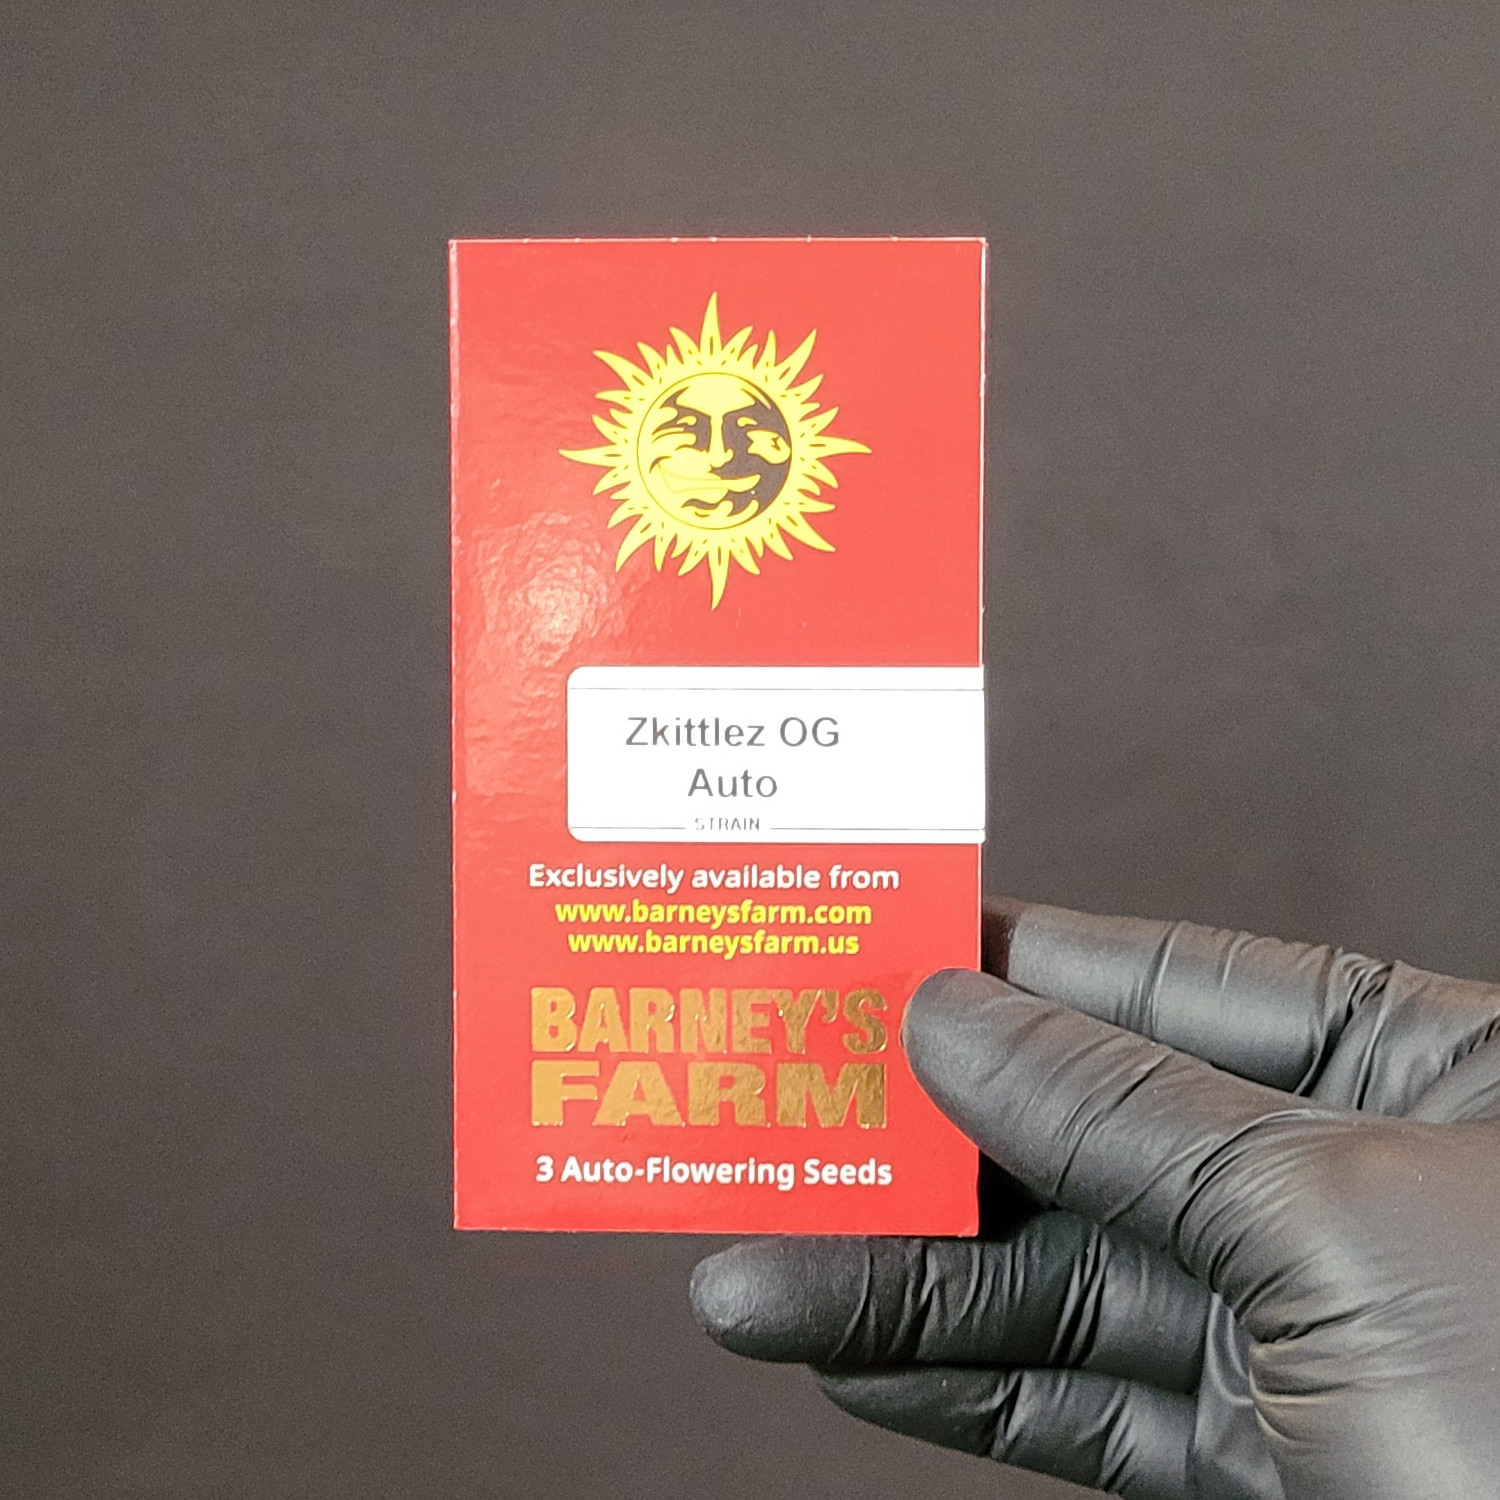 Zkittlez OG
Auto
STRAIN
Exclusively available from
www.barneysfarm.com
www.barneysfarm.us
BARNEY'S
FARM
3 Auto-Flowering Seeds